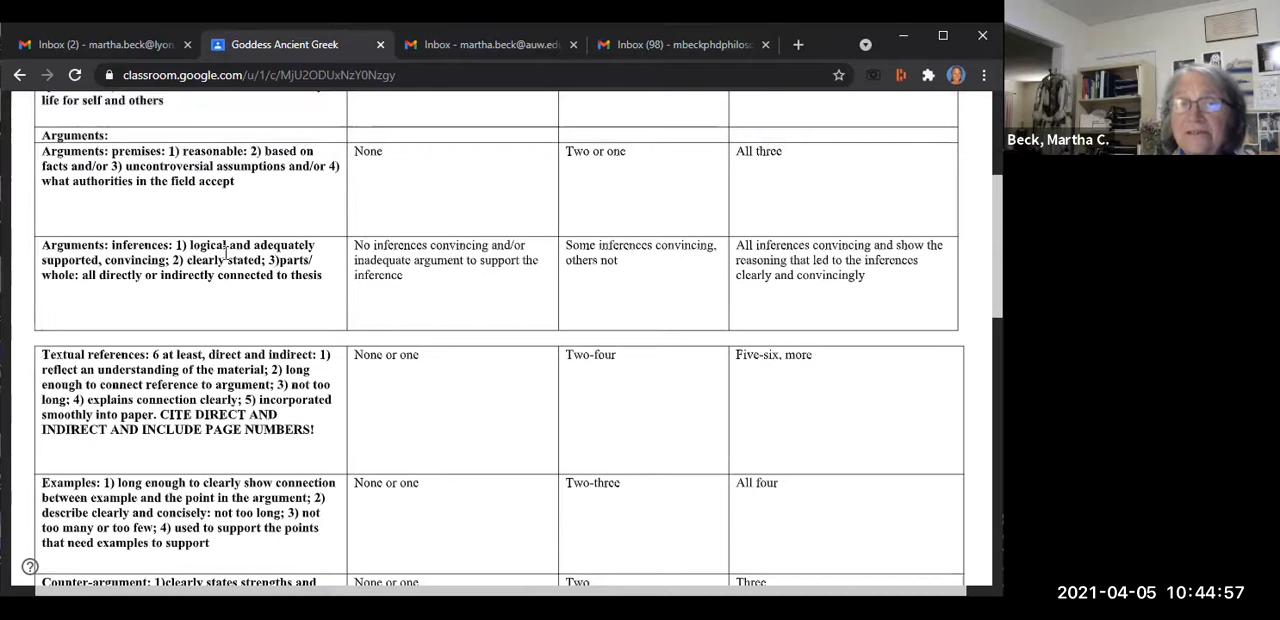 Inbox (2) - martha.beck@lyon
Goddess Ancient Greek
Inbox - martha.beck@auw.ed
Inbox (98) - mbeckphdphilos
classroom.google.com/u/1/c/MjU2ODUxNzY0Nzgy
life for self and others
Arguments:
Arguments: premises: 1) reasonable: 2) based on
facts and/or 3) uncontroversial assumptions and/or 4)
what authorities in the field accept
None
Two or one
All three
Arguments: inferences: 1) logical and adequately
supported, convincing; 2) clearly stated; 3)parts/
whole: all directly or indirectly connected to thesis
No inferences convincing and/or
inadequate argument to support the
inference
Some inferences convincing,
others not
All inferences convincing and show the
reasoning that led to the inferences
clearly and convincingly
Textual references: 6 at least, direct and indirect: 1)
reflect an understanding of the material; 2) long
enough to connect reference to argument; 3) not too
long; 4) explains connection clearly; 5) incorporated
smoothly into paper. CITE DIRECT AND
INDIRECT AND INCLUDE PAGE NUMBERS!
None or one
Two-four
Five-six, more
Examples: 1) long enough to clearly show connection
between example and the point in the argument; 2)
describe clearly and concisely: not too long; 3) not
too many or too few; 4) used to support the points
that need examples to support
None or one
Two-three
All four
Counter-argument: 1)clearly states strengths and
None or one
Two
Three
Beck, Martha C.
2021-04-05 10:44:57